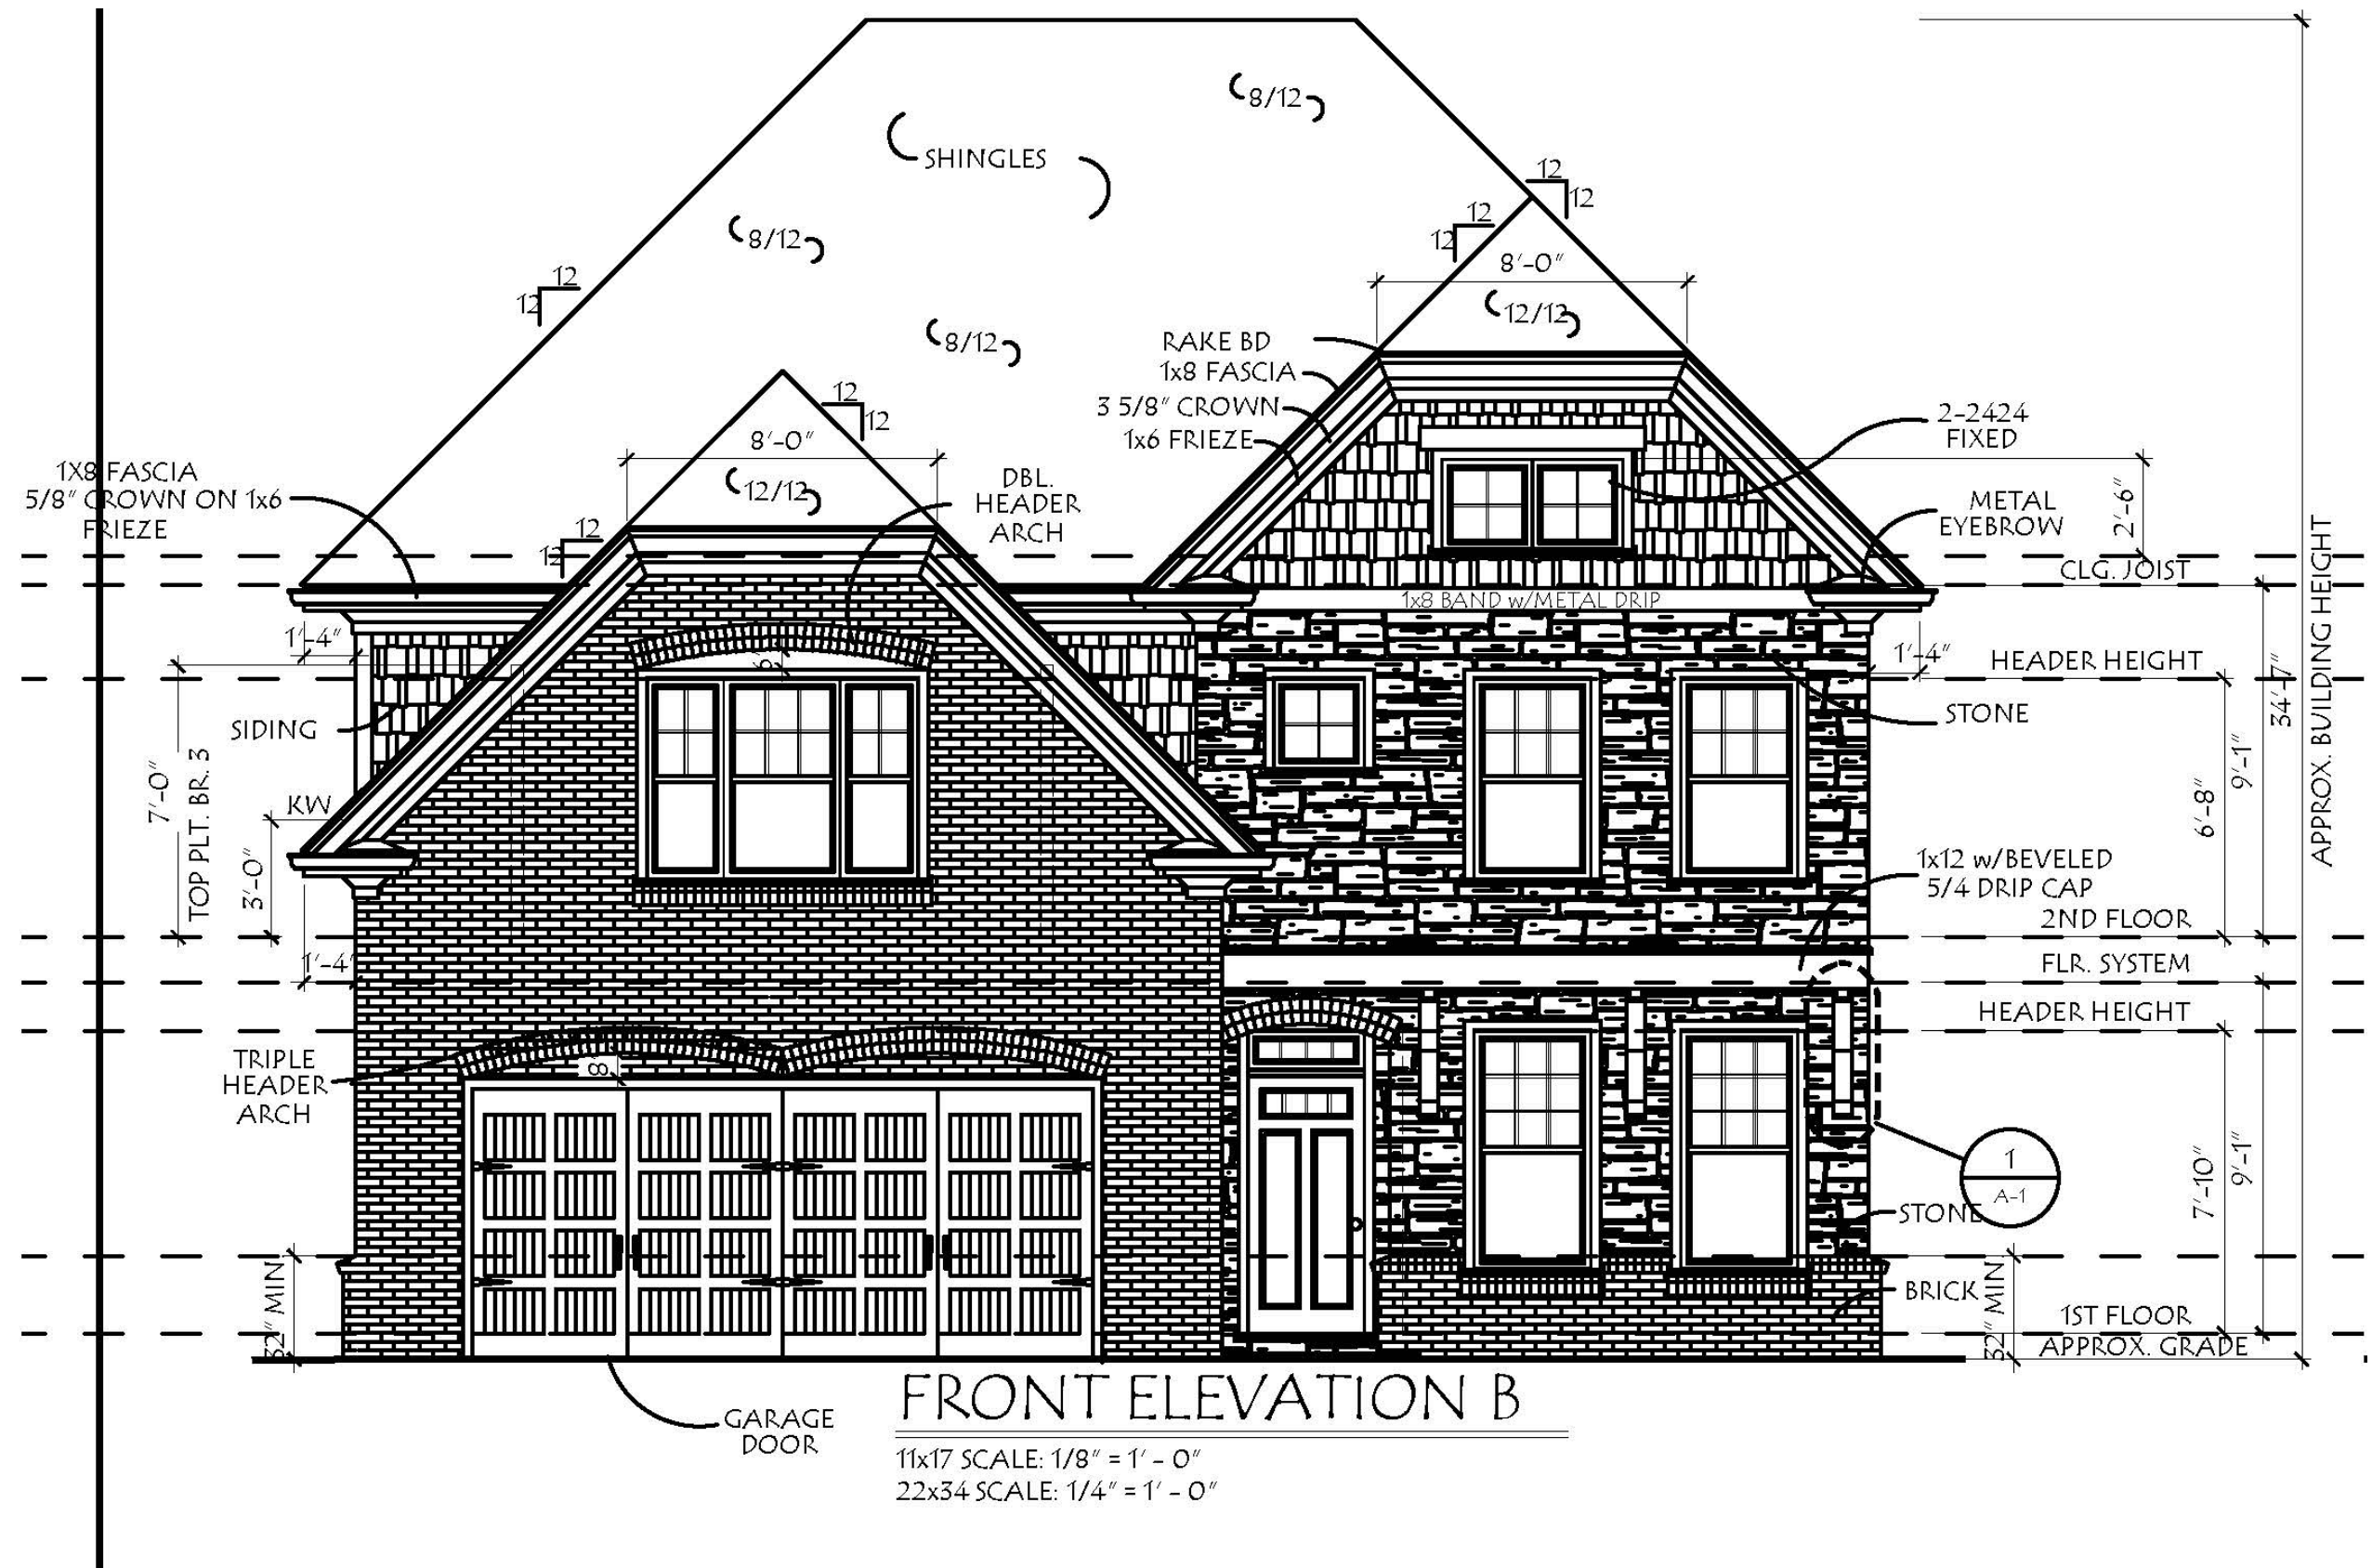 8/12
SHINGLES
8/12
8/12
12
12
12
12
12
12
8'-0"
12/12
RAKE BD
1x8 FASCIA
3 5/8" CROWN
1x6 FRIEZE
2-2424
FIXED
METAL
EYEBROW
2'-6"
CLG. JOIST
12
12
8'-0"
12/12
12
12
DBL.
HEADER
ARCH
1X8 FASCIA
5/8" CROWN ON 1x6
FRIEZE
1x8 BAND w/METAL DRIP
1'-4"
1'-4"
HEADER HEIGHT
STONE
SIDING
6"
7'-0"
TOP PLT. BR. 3
KW
3'-0"
1'-4"
6'-8"
9'-1"
34'-7"
APPROX. BUILDING HEIGHT
1x12 w/BEVELED
5/4 DRIP CAP
2ND FLOOR
FLR. SYSTEM
HEADER HEIGHT
TRIPLE
HEADER
ARCH
8
1
A-1
7'-10"
9'-1"
STONE
BRICK
32" MIN
32" MIN
1ST FLOOR
APPROX. GRADE
GARAGE
DOOR
FRONT ELEVATION B
11x17 SCALE: 1/8" = 1' - 0"
22x34 SCALE: 1/4" = 1' - 0"